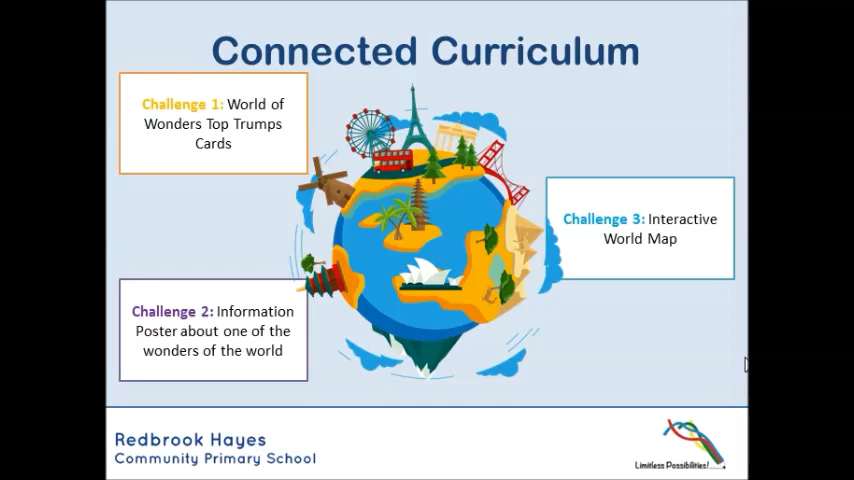 Connected Curriculum
Challenge 1: World of
Wonders Top Trumps
Cards
Challenge 3: Interactive
World Map
Challenge 2: Information
Poster about one of the
wonders of the world
Redbrook Hayes
Community Primary School
Limitless Possibilities!